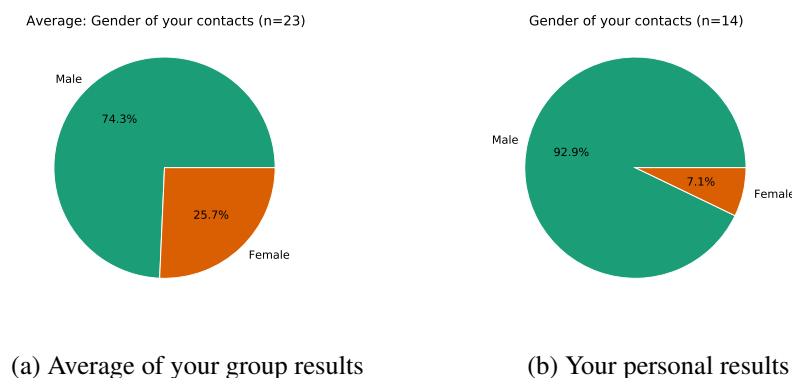 Average: Gender of your contacts (n=23)
Male
74.3%
25.7%
Female
(a) Average of your group results
Gender of your contacts (n=14)
Male
92.9%
7.1%
Female
(b) Your personal results